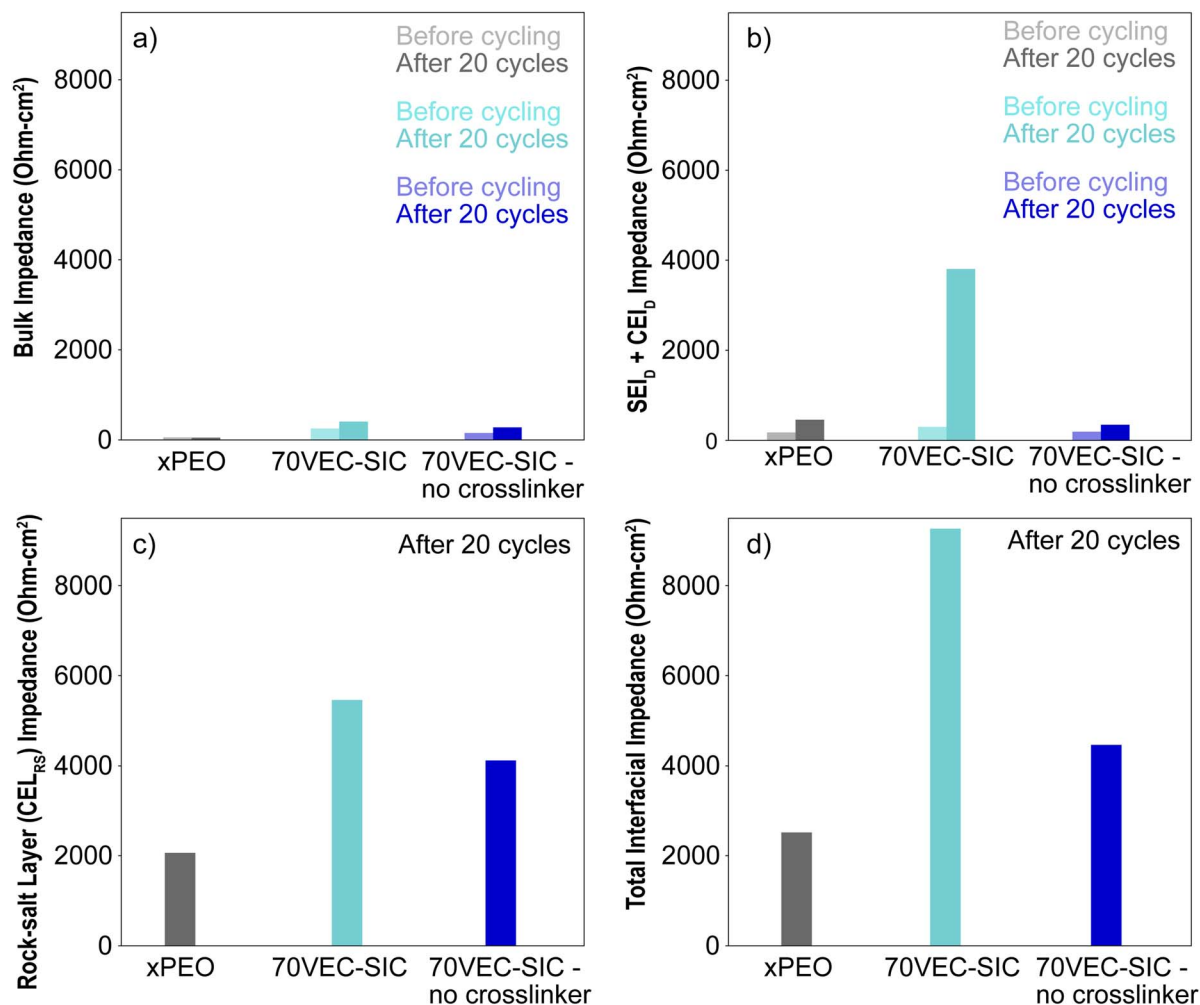 a)
Before cycling
After 20 cycles
Before cycling
After 20 cycles
Before cycling
After 20 cycles
Bulk Impedance (Ohm-cm²)
8000
6000
4000
2000
0
xPEO
70VEC-SIC
70VEC-SIC -
no crosslinker
b)
Before cycling
After 20 cycles
Before cycling
After 20 cycles
Before cycling
After 20 cycles
SEI_D + CEI_D Impedance (Ohm-cm²)
8000
6000
4000
2000
0
xPEO
70VEC-SIC
70VEC-SIC -
no crosslinker
c)
After 20 cycles
Rock-salt Layer (CEL_RS) Impedance (Ohm-cm²)
8000
6000
4000
2000
0
xPEO
70VEC-SIC
70VEC-SIC -
no crosslinker
d)
After 20 cycles
Total Interfacial Impedance (Ohm-cm²)
8000
6000
4000
2000
0
xPEO
70VEC-SIC
70VEC-SIC -
no crosslinker